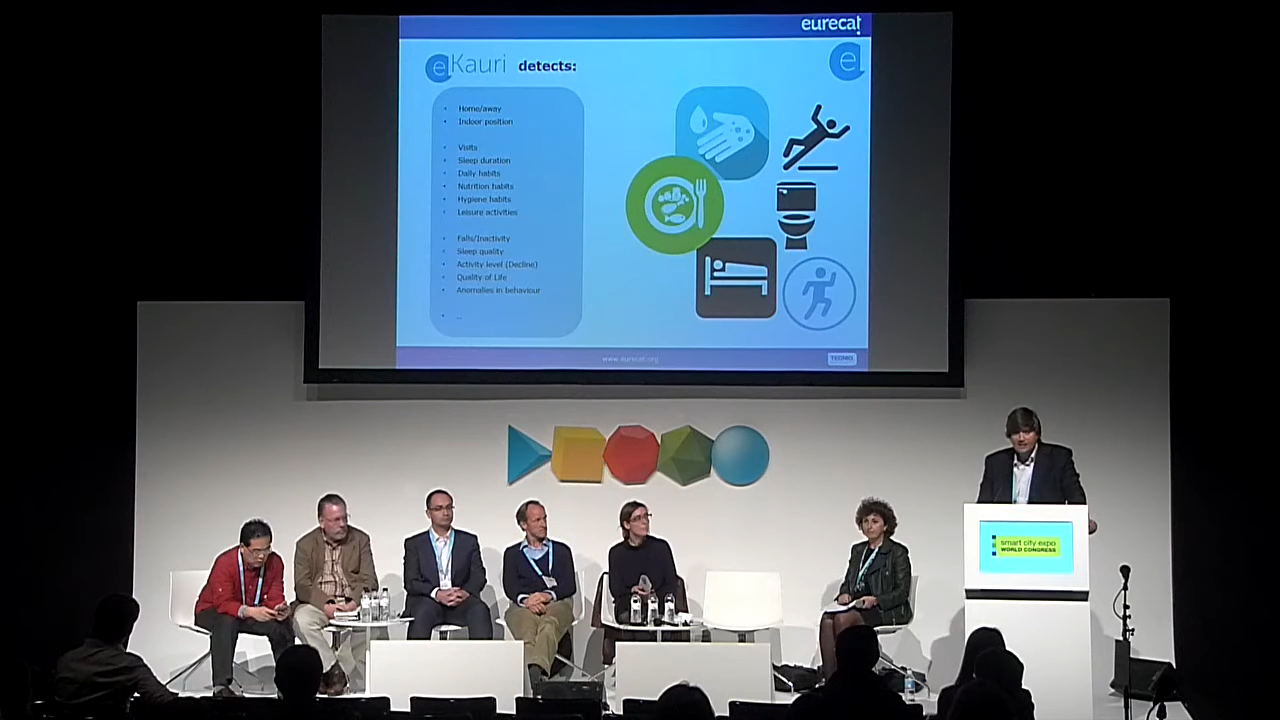 eurecat
eKauri detects:
e
• Home/away
• Indoor position
• Visits
• Sleep duration
• Daily habits
• Nutrition habits
• Hygiene habits
• Leisure activities
• Falls/Inactivity
• Sleep quality
• Activity level (Decline)
• Quality of Life
• Anomalies in behaviour
• ..
www.eurecat.org
TECNIO
smart city expo
WORLD CONGRESS